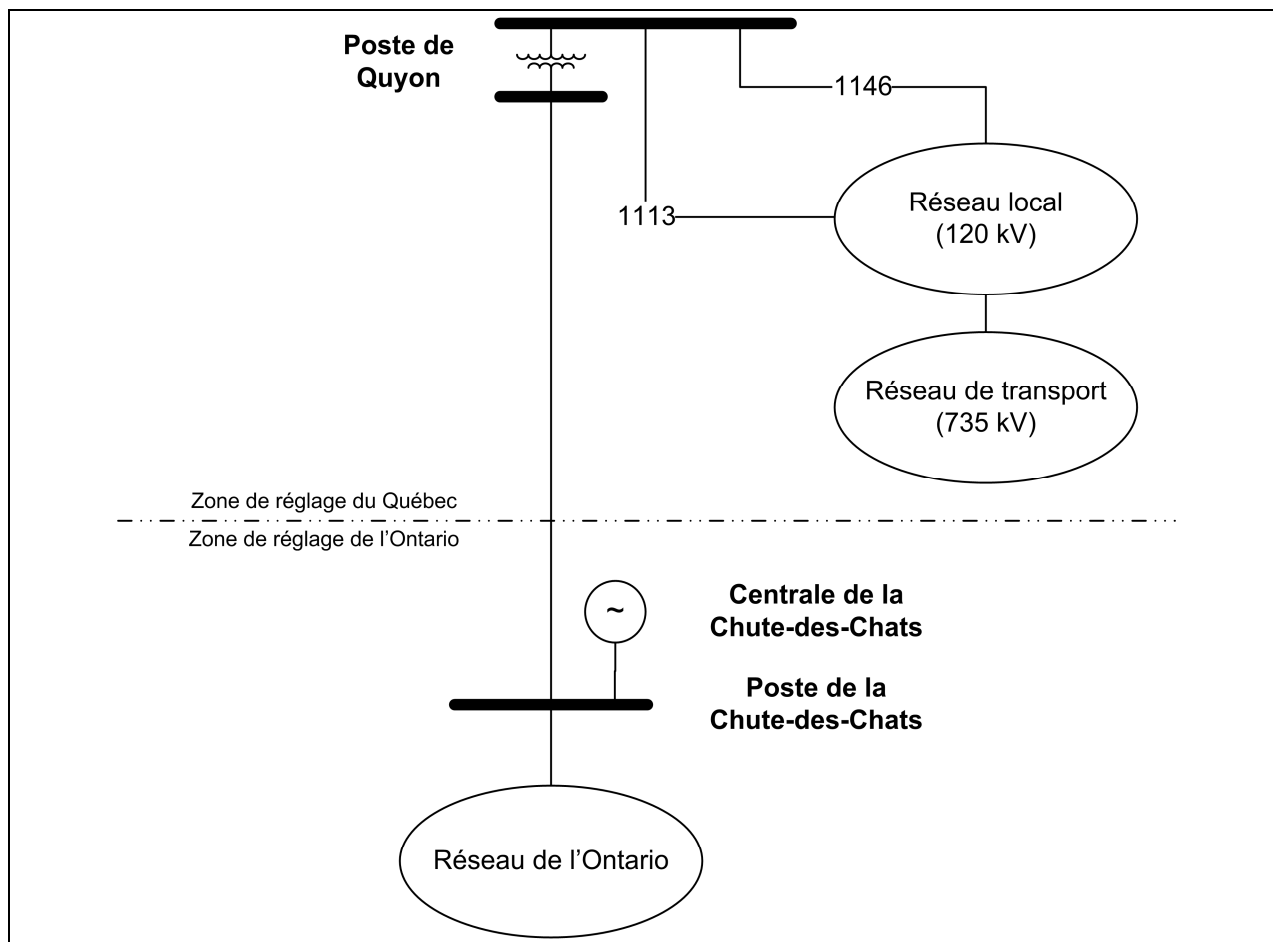 Poste de
Quyon
1146
1113
Réseau local
(120 kV)
Réseau de transport
(735 kV)
Zone de réglage du Québec
Zone de réglage de l'Ontario
~
Centrale de la
Chute-des-Chats
Poste de la
Chute-des-Chats
Réseau de l'Ontario